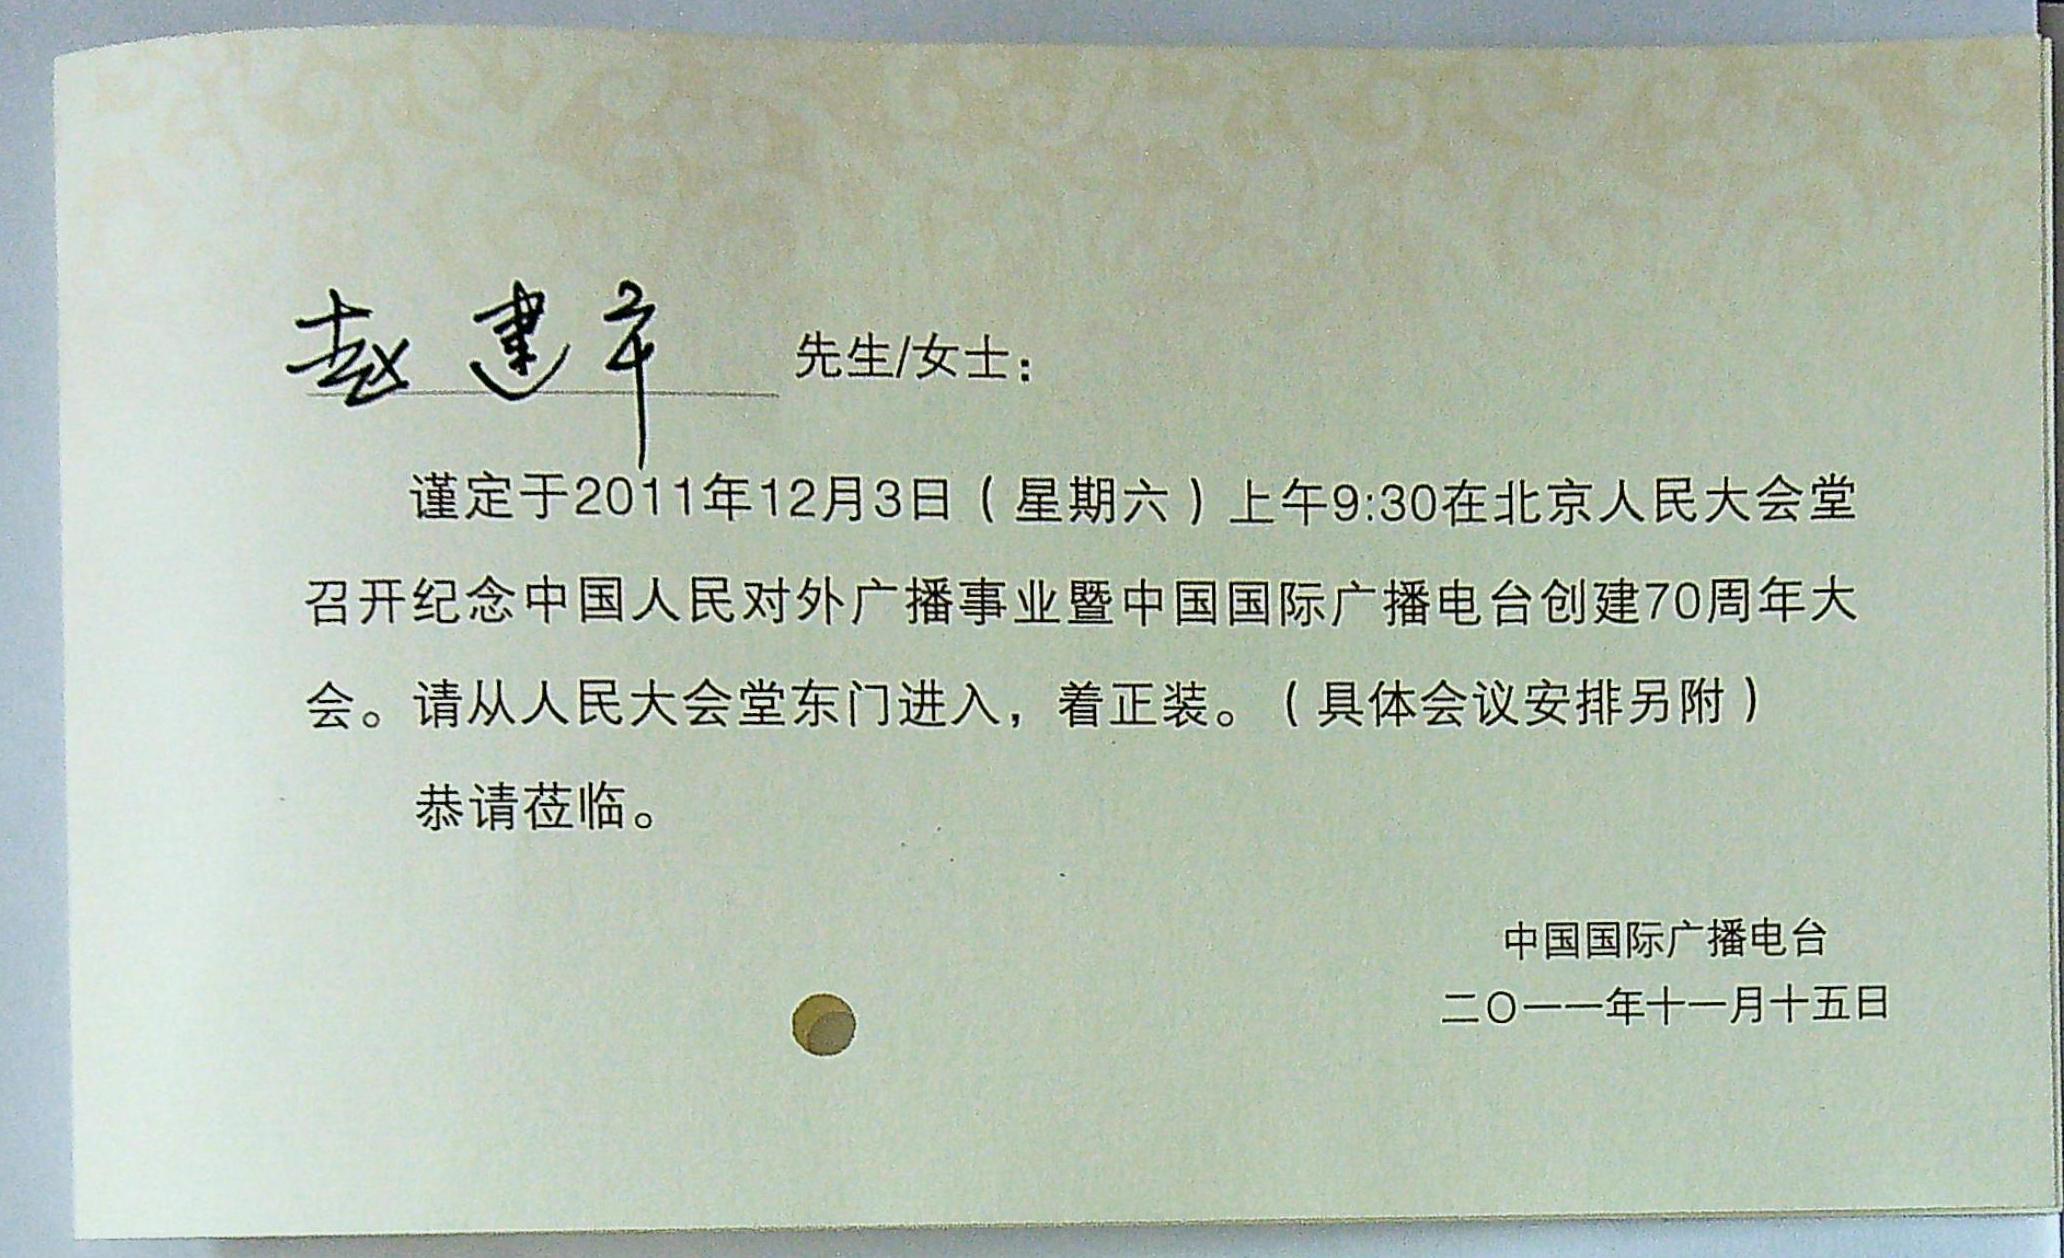 赵建平 先生/女士：
谨定于2011年12月3日（星期六）上午9:30在北京人民大会堂
召开纪念中国人民对外广播事业暨中国国际广播电台创建70周年大
会。请从人民大会堂东门进入，着正装。（具体会议安排另附）
恭请莅临。
中国国际广播电台
二〇一一年十一月十五日